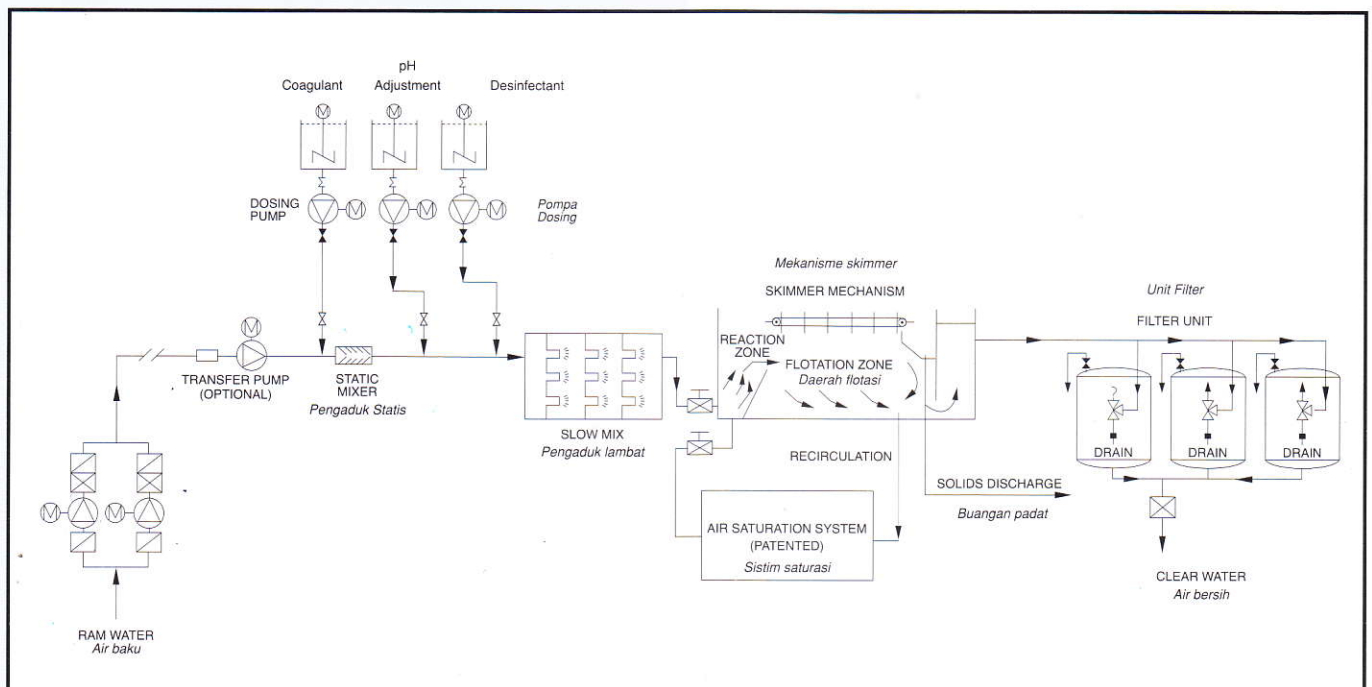 pH
Coagulant
Adjustment
Desinfectant
M
M
M
DOSING
PUMP
M
M
M
Pompa
Dosing
M
TRANSFER PUMP
(OPTIONAL)
STATIC
MIXER
Pengaduk Statis
M
M
RAM WATER
Air baku
SLOW MIX
Pengaduk lambat
Mekanisme skimmer
SKIMMER MECHANISM
REACTION
ZONE
FLOTATION ZONE
Daerah flotasi
RECIRCULATION
AIR SATURATION SYSTEM
(PATENTED)
Sistim saturasi
SOLIDS DISCHARGE
Buangan padat
Unit Filter
FILTER UNIT
DRAIN
DRAIN
DRAIN
CLEAR WATER
Air bersih